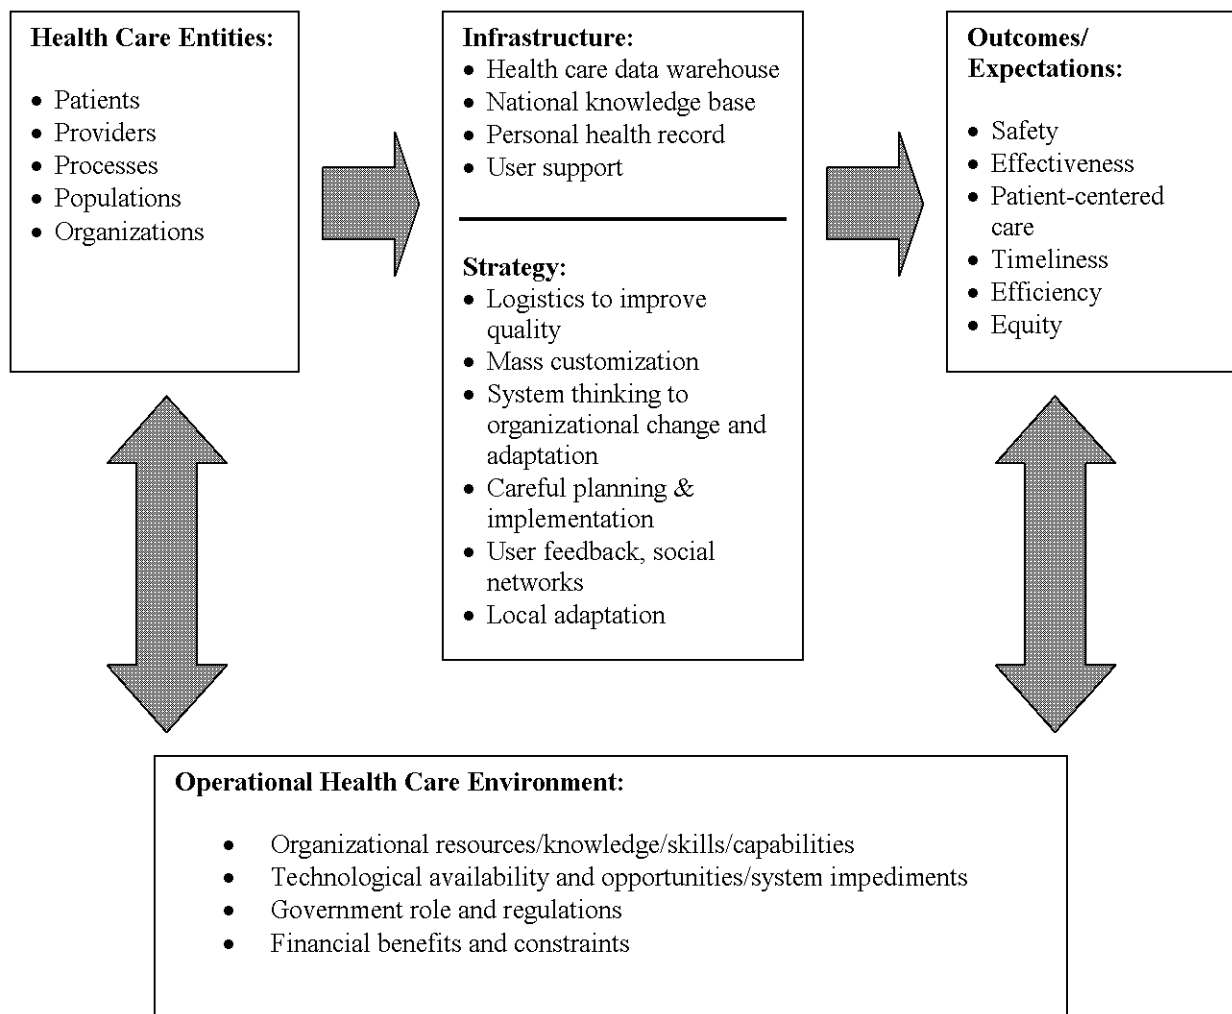 Health Care Entities:
• Patients
• Providers
• Processes
• Populations
• Organizations
Infrastructure:
• Health care data warehouse
• National knowledge base
• Personal health record
• User support
Strategy:
• Logistics to improve
quality
• Mass customization
• System thinking to
organizational change and
adaptation
• Careful planning &
implementation
• User feedback, social
networks
• Local adaptation
Outcomes/
Expectations:
• Safety
• Effectiveness
• Patient-centered
care
• Timeliness
• Efficiency
• Equity
Operational Health Care Environment:
• Organizational resources/knowledge/skills/capabilities
• Technological availability and opportunities/system impediments
• Government role and regulations
• Financial benefits and constraints